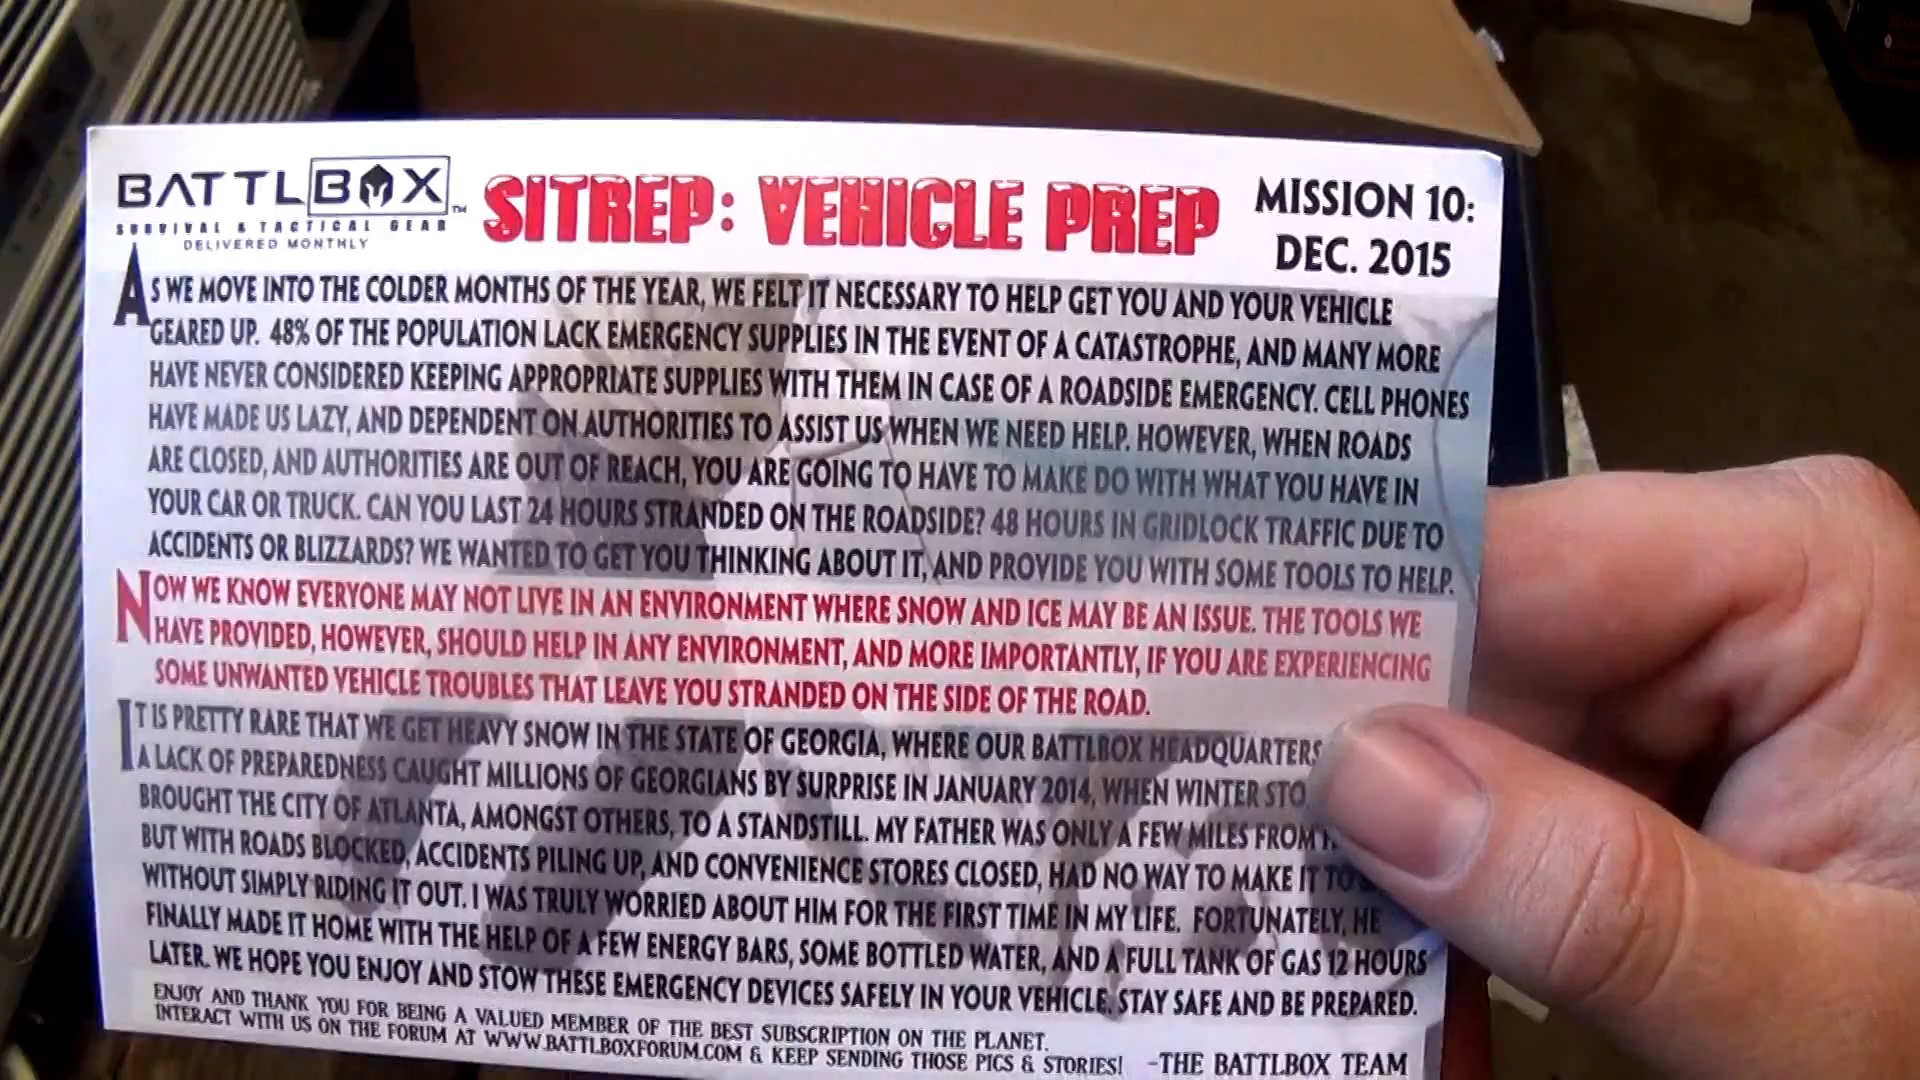 BATTLBOX™
SURVIVAL & TACTICAL GEAR
DELIVERED MONTHLY
SITREP: VEHICLE PREP
MISSION 10:
DEC. 2015
AS WE MOVE INTO THE COLDER MONTHS OF THE YEAR, WE FELT IT NECESSARY TO HELP GET YOU AND YOUR VEHICLE
GEARED UP. 48% OF THE POPULATION LACK EMERGENCY SUPPLIES IN THE EVENT OF A CATASTROPHE, AND MANY MORE
HAVE NEVER CONSIDERED KEEPING APPROPRIATE SUPPLIES WITH THEM IN CASE OF A ROADSIDE EMERGENCY. CELL PHONES
HAVE MADE US LAZY, AND DEPENDENT ON AUTHORITIES TO ASSIST US WHEN WE NEED HELP. HOWEVER, WHEN ROADS
ARE CLOSED, AND AUTHORITIES ARE OUT OF REACH, YOU ARE GOING TO HAVE TO MAKE DO WITH WHAT YOU HAVE IN
YOUR CAR OR TRUCK. CAN YOU LAST 24 HOURS STRANDED ON THE ROADSIDE? 48 HOURS IN GRIDLOCK TRAFFIC DUE TO
ACCIDENTS OR BLIZZARDS? WE WANTED TO GET YOU THINKING ABOUT IT, AND PROVIDE YOU WITH SOME TOOLS TO HELP.
NOW WE KNOW EVERYONE MAY NOT LIVE IN AN ENVIRONMENT WHERE SNOW AND ICE MAY BE AN ISSUE. THE TOOLS WE
HAVE PROVIDED, HOWEVER, SHOULD HELP IN ANY ENVIRONMENT, AND MORE IMPORTANTLY, IF YOU ARE EXPERIENCING
SOME UNWANTED VEHICLE TROUBLES THAT LEAVE YOU STRANDED ON THE SIDE OF THE ROAD.
IT IS PRETTY RARE THAT WE GET HEAVY SNOW IN THE STATE OF GEORGIA, WHERE OUR BATTLBOX HEADQUARTERS
A LACK OF PREPAREDNESS CAUGHT MILLIONS OF GEORGIANS BY SURPRISE IN JANUARY 2014, WHEN WINTER STO
BROUGHT THE CITY OF ATLANTA, AMONGST OTHERS, TO A STANDSTILL. MY FATHER WAS ONLY A FEW MILES FROM
BUT WITH ROADS BLOCKED, ACCIDENTS PILING UP, AND CONVENIENCE STORES CLOSED, HAD NO WAY TO MAKE IT TO
WITHOUT SIMPLY RIDING IT OUT. I WAS TRULY WORRIED ABOUT HIM FOR THE FIRST TIME IN MY LIFE. FORTUNATELY, HE
FINALLY MADE IT HOME WITH THE HELP OF A FEW ENERGY BARS, SOME BOTTLED WATER, AND A FULL TANK OF GAS 12 HOURS
LATER. WE HOPE YOU ENJOY AND STOW THESE EMERGENCY DEVICES SAFELY IN YOUR VEHICLE. STAY SAFE AND BE PREPARED.
ENJOY AND THANK YOU FOR BEING A VALUED MEMBER OF THE BEST SUBSCRIPTION ON THE PLANET.
INTERACT WITH US ON THE FORUM AT WWW.BATTLBOXFORUM.COM & KEEP SENDING THOSE PICS & STORIES! -THE BATTLBOX TEAM